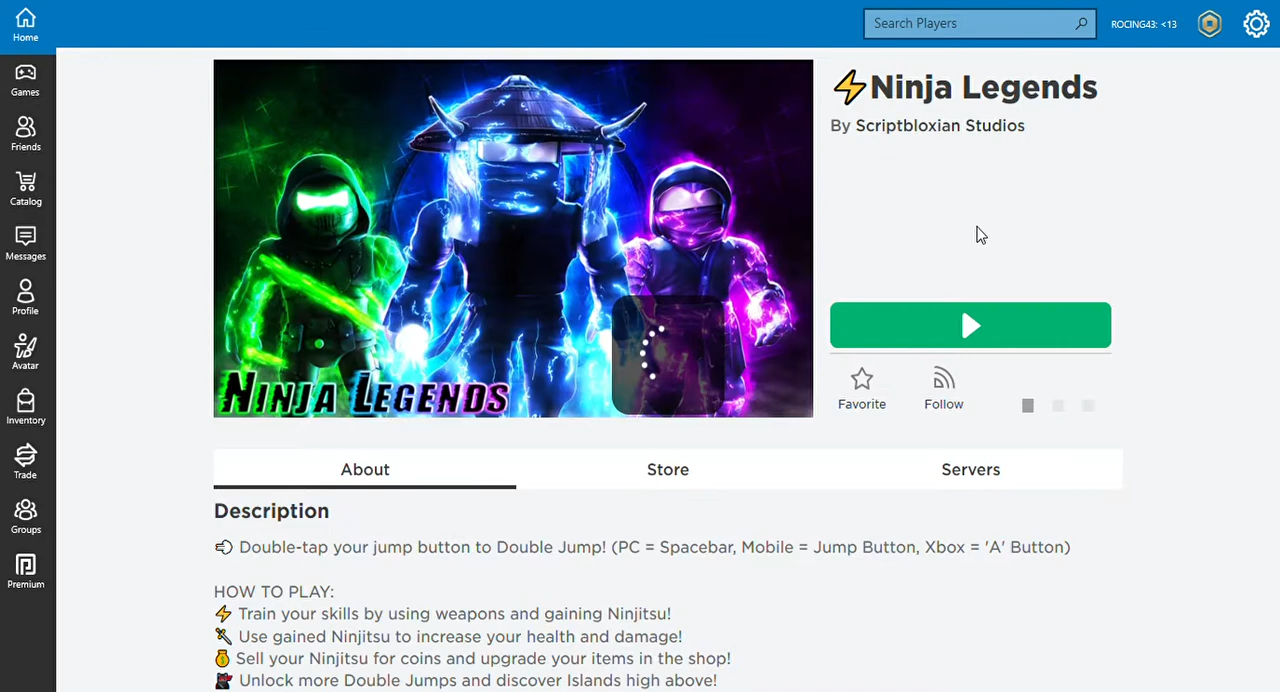 Home
Search Players
ROCING43: <13
Games
Friends
Catalog
Messages
Profile
Avatar
Inventory
Trade
Groups
Premium
NINJA LEGENDS
⚡Ninja Legends
By Scriptbloxian Studios
Favorite
Follow
About
Store
Servers
Description
💨 Double-tap your jump button to Double Jump! (PC = Spacebar, Mobile = Jump Button, Xbox = 'A' Button)
HOW TO PLAY:
⚡ Train your skills by using weapons and gaining Ninjitsu!
🗡 Use gained Ninjitsu to increase your health and damage!
💰 Sell your Ninjitsu for coins and upgrade your items in the shop!
Unlock more Double Jumps and discover Islands high above!